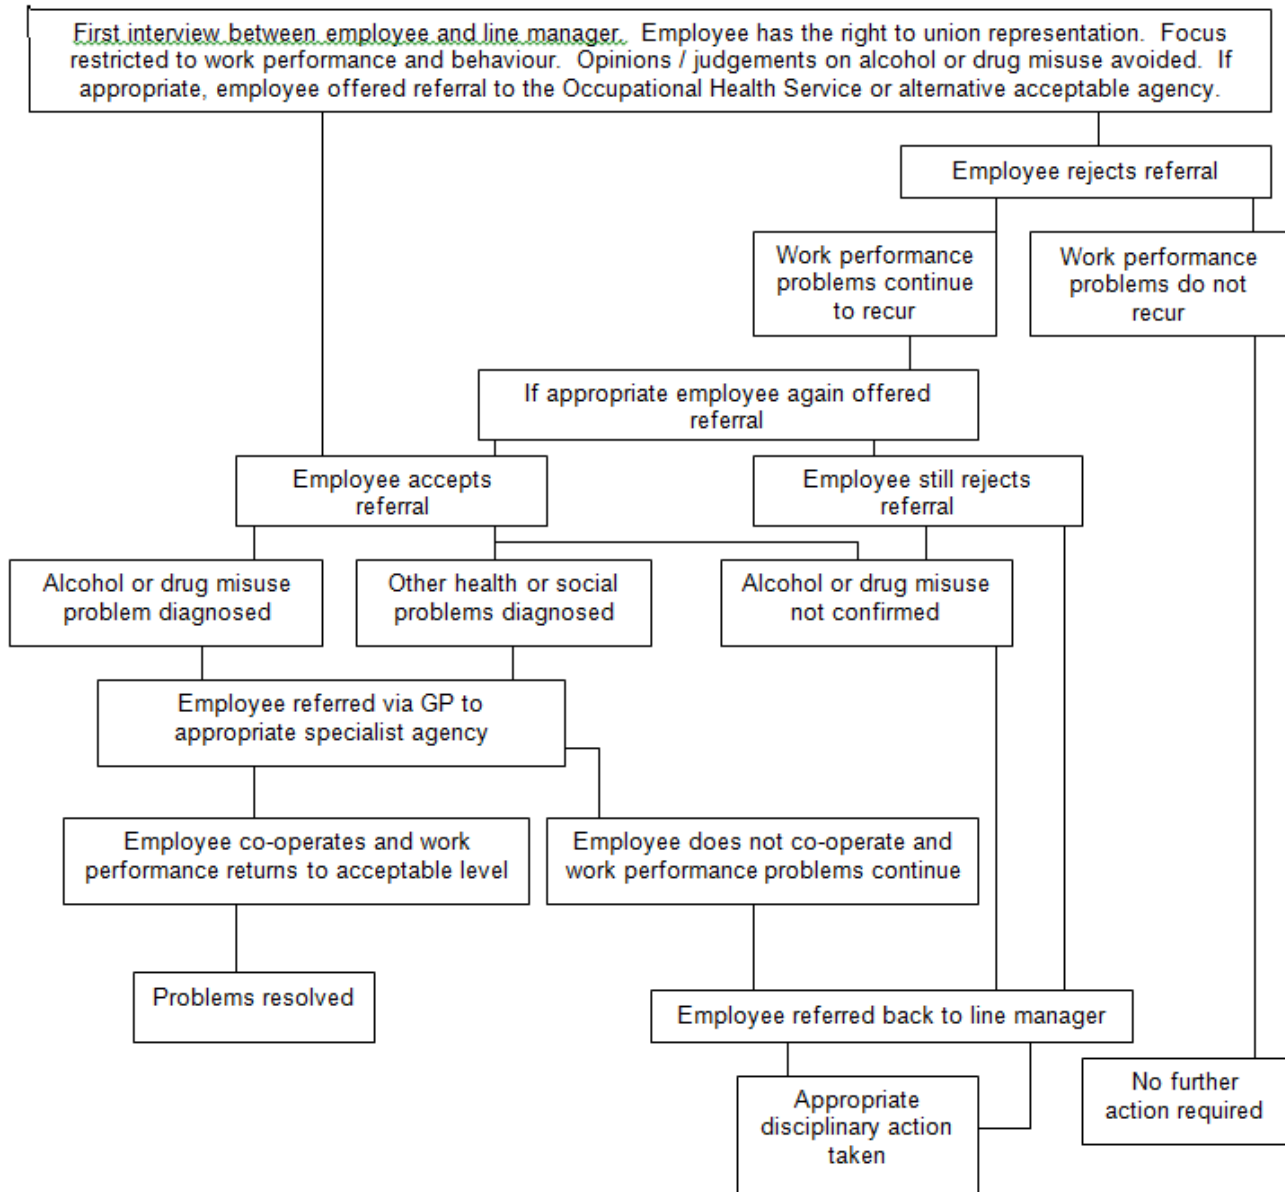 First interview between employee and line manager.  Employee has the right to union representation.  Focus
restricted to work performance and behaviour.  Opinions / judgements on alcohol or drug misuse avoided.  If
appropriate, employee offered referral to the Occupational Health Service or alternative acceptable agency.
Employee rejects referral
Work performance
problems continue
to recur
Work performance
problems do not
recur
If appropriate employee again offered
referral
Employee accepts
referral
Employee still rejects
referral
Alcohol or drug misuse
problem diagnosed
Other health or social
problems diagnosed
Alcohol or drug misuse
not confirmed
Employee referred via GP to
appropriate specialist agency
Employee co-operates and work
performance returns to acceptable level
Employee does not co-operate and
work performance problems continue
Problems resolved
Employee referred back to line manager
Appropriate
disciplinary action
taken
No further
action required